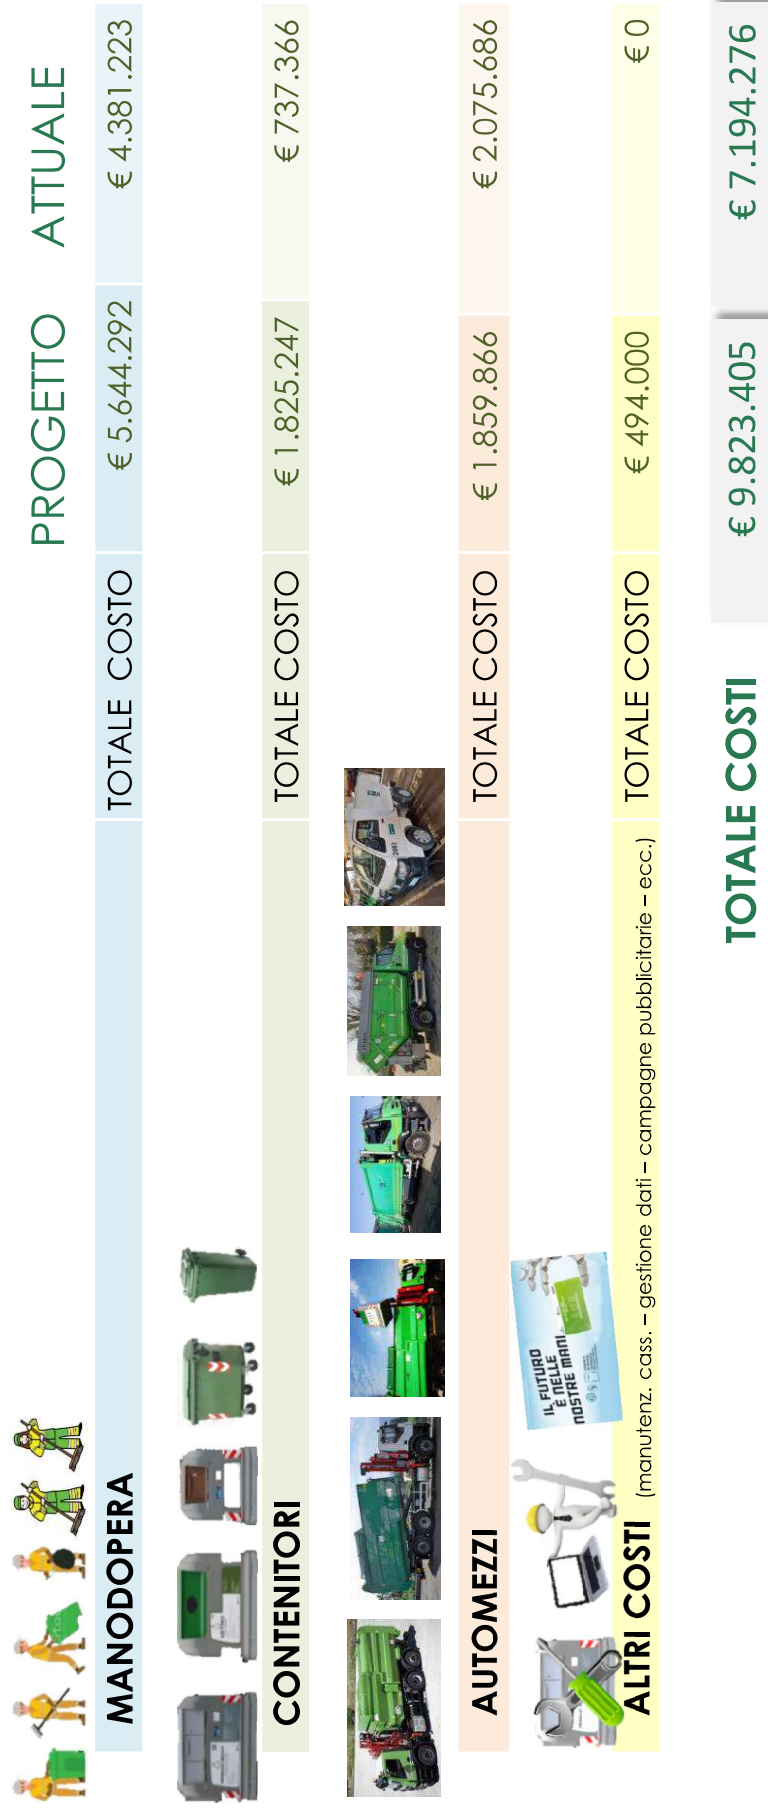 PROGETTO ATTUALE
MANODOPERA TOTALE COSTO € 5.644.292 € 4.381.223
CONTENITORI TOTALE COSTO € 1.825.247 € 737.366
AUTOMEZZI TOTALE COSTO € 1.859.866 € 2.075.686
IL FUTURO
È NELLE
NOSTRE MANI
ALTRI COSTI (manutenz. cass. – gestione dati – campagne pubblicitarie – ecc.) TOTALE COSTO € 494.000 € 0
TOTALE COSTI € 9.823.405 € 7.194.276